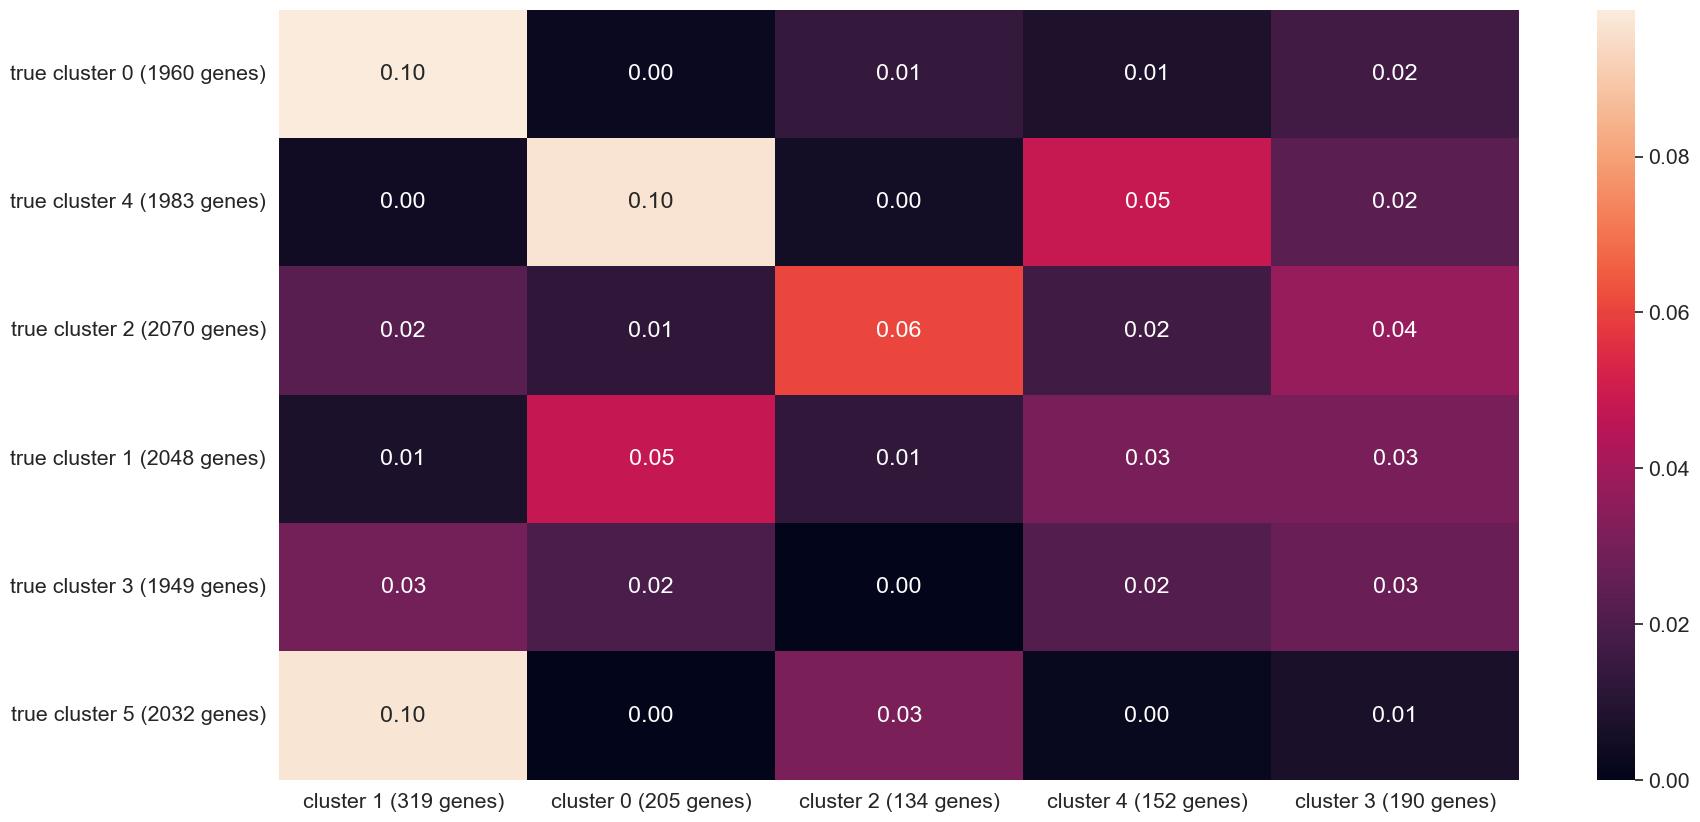 true cluster 0 (1960 genes) 0.10 0.00 0.01 0.01 0.02
0.08
true cluster 4 (1983 genes) 0.00 0.10 0.00 0.05 0.02
0.06
true cluster 2 (2070 genes) 0.02 0.01 0.06 0.02 0.04
true cluster 1 (2048 genes) 0.01 0.05 0.01 0.03 0.03
0.04
true cluster 3 (1949 genes) 0.03 0.02 0.00 0.02 0.03
0.02
true cluster 5 (2032 genes) 0.10 0.00 0.03 0.00 0.01
0.00
cluster 1 (319 genes) cluster 0 (205 genes) cluster 2 (134 genes) cluster 4 (152 genes) cluster 3 (190 genes)